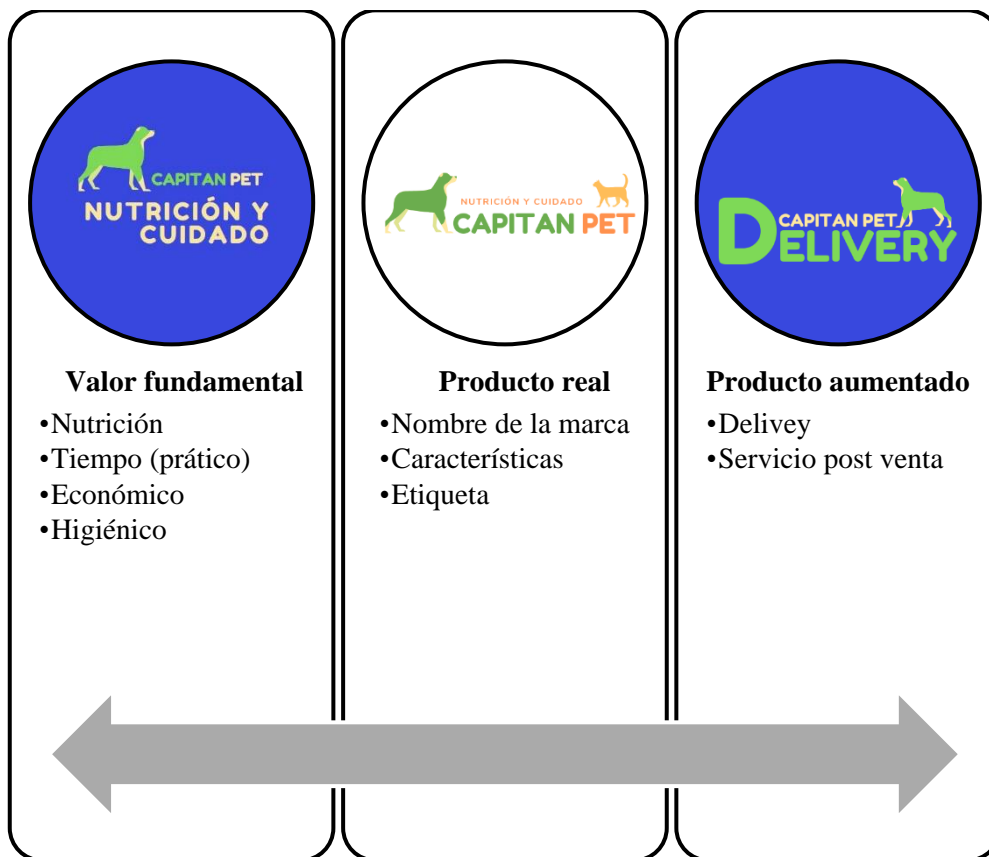 CAPITAN PET
NUTRICIÓN Y
CUIDADO
Valor fundamental
•Nutrición
•Tiempo (prático)
•Económico
•Higiénico
NUTRICIÓN Y CUIDADO
CAPITAN PET
Producto real
•Nombre de la marca
•Características
•Etiqueta
CAPITAN PET
DELIVERY
Producto aumentado
•Delivey
•Servicio post venta